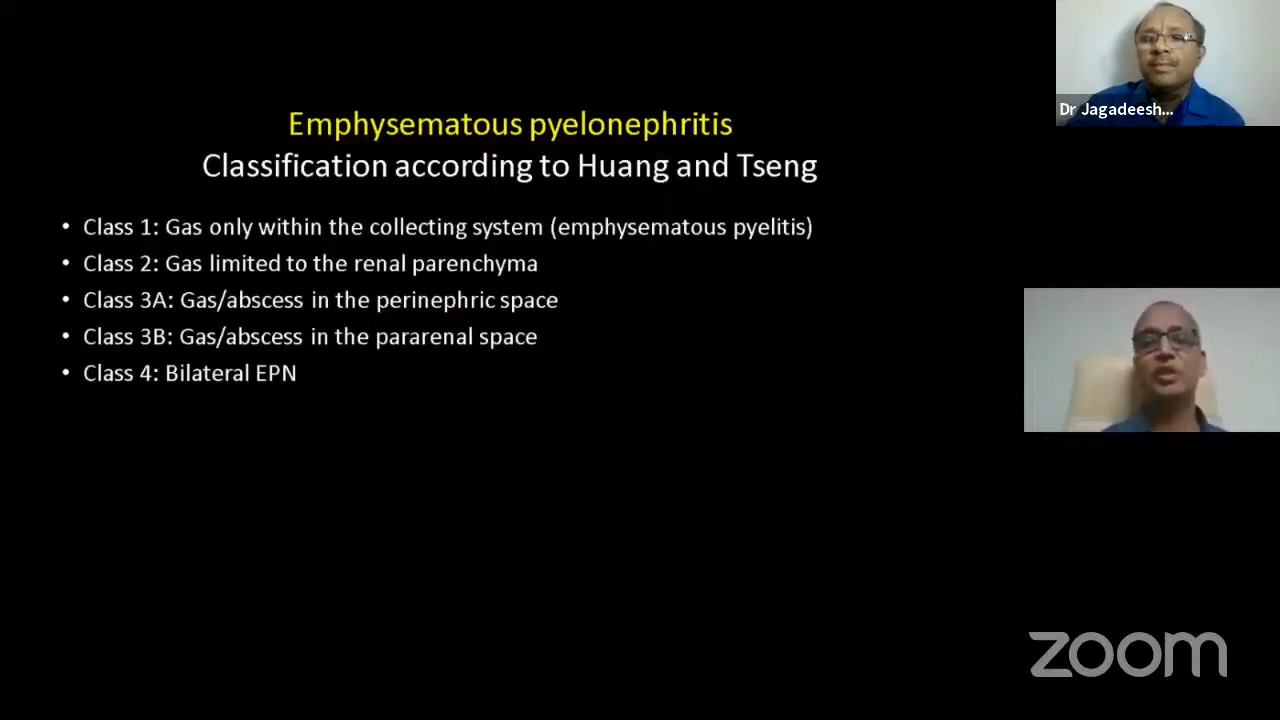 Emphysematous pyelonephritis
Classification according to Huang and Tseng
• Class 1: Gas only within the collecting system (emphysematous pyelitis)
• Class 2: Gas limited to the renal parenchyma
• Class 3A: Gas/abscess in the perinephric space
• Class 3B: Gas/abscess in the pararenal space
• Class 4: Bilateral EPN
Dr Jagadeesh...
zoom